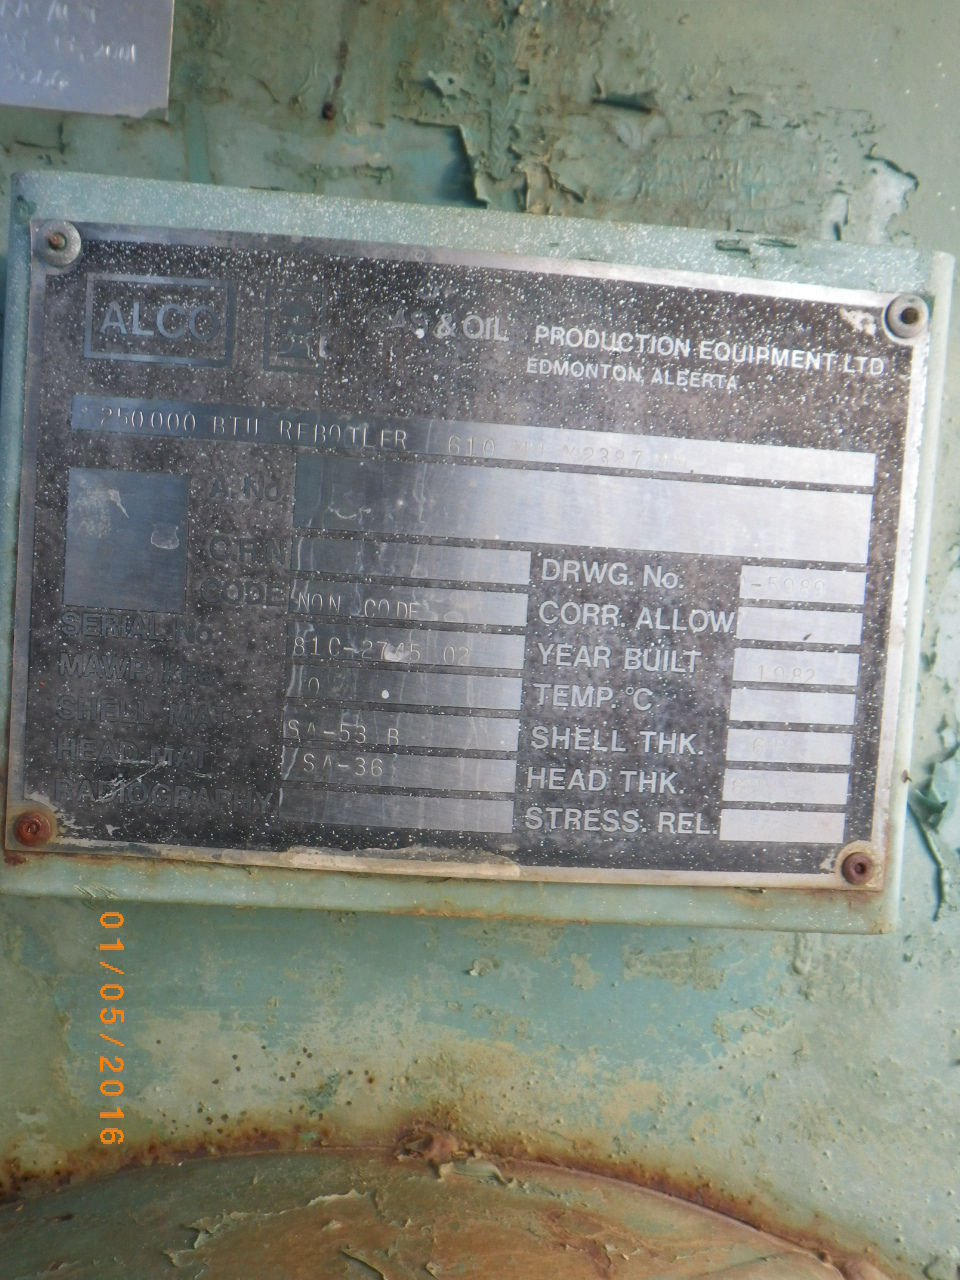 ALCO & OIL PRODUCTION EQUIPMENT LTD.
EDMONTON, ALBERTA
250000 BTU REBOILER 610
A. No.
C.R.N.
CODE NON CODE
SERIAL No. 81C-2745 02
MAWP.
SHELL MAT SA-53 B
HEAD MAT SA-36
RADIOGRAPHY
DRWG. No.
CORR. ALLOW
YEAR BUILT 1982
TEMP. °C
SHELL THK.
HEAD THK.
STRESS. REL.
01/05/2016